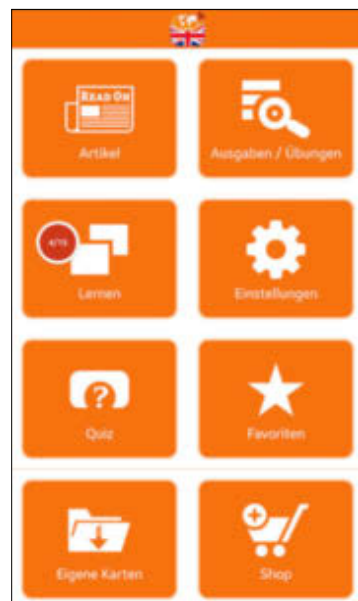 READ ON
Artikel
Ausgaben / Übungen
Lernen
Einstellungen
?
Quiz
Favoriten
Eigene Karten
Shop